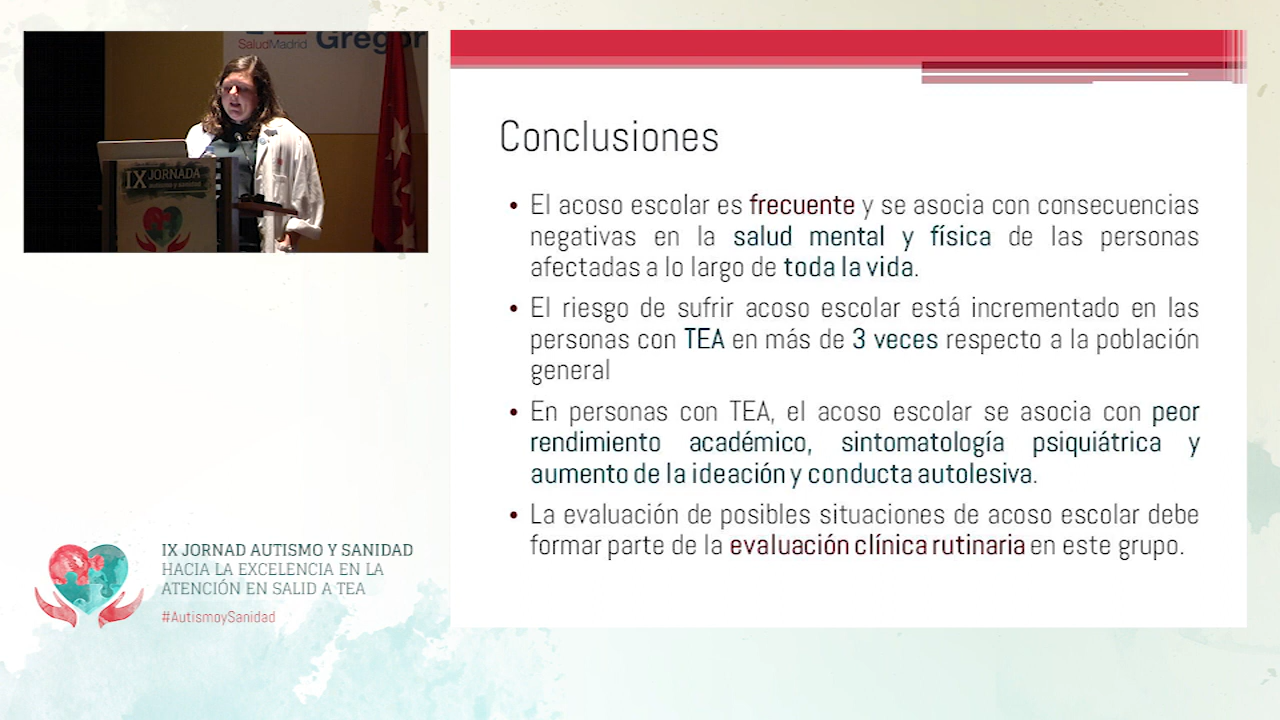 SaludMadrid
Gregor
IX JORNADA
autismo y sanidad
Conclusiones
• El acoso escolar es frecuente y se asocia con consecuencias
negativas en la salud mental y física de las personas
afectadas a lo largo de toda la vida.
• El riesgo de sufrir acoso escolar está incrementado en las
personas con TEA en más de 3 veces respecto a la población
general
• En personas con TEA, el acoso escolar se asocia con peor
rendimiento académico, sintomatología psiquiátrica y
aumento de la ideación y conducta autolesiva.
• La evaluación de posibles situaciones de acoso escolar debe
formar parte de la evaluación clínica rutinaria en este grupo.
IX JORNAD AUTISMO Y SANIDAD
HACIA LA EXCELENCIA EN LA
ATENCIÓN EN SALID A TEA
#AutismoySanidad